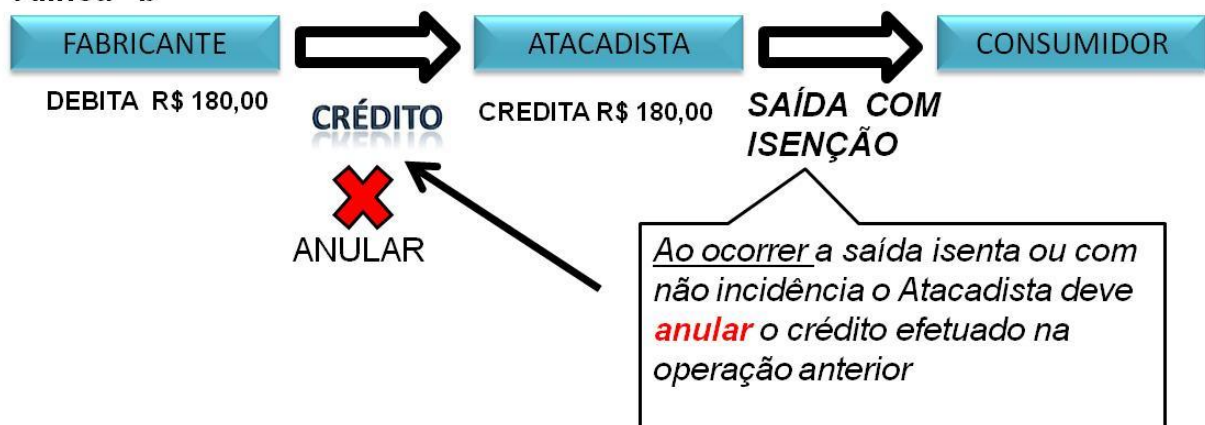 FABRICANTE
ATACADISTA
CONSUMIDOR
DEBITA R$ 180,00
CRÉDITO
CREDITA R$ 180,00
SAÍDA COM
ISENÇÃO
ANULAR
Ao ocorrer a saída isenta ou com
não incidência o Atacadista deve
anular o crédito efetuado na
operação anterior